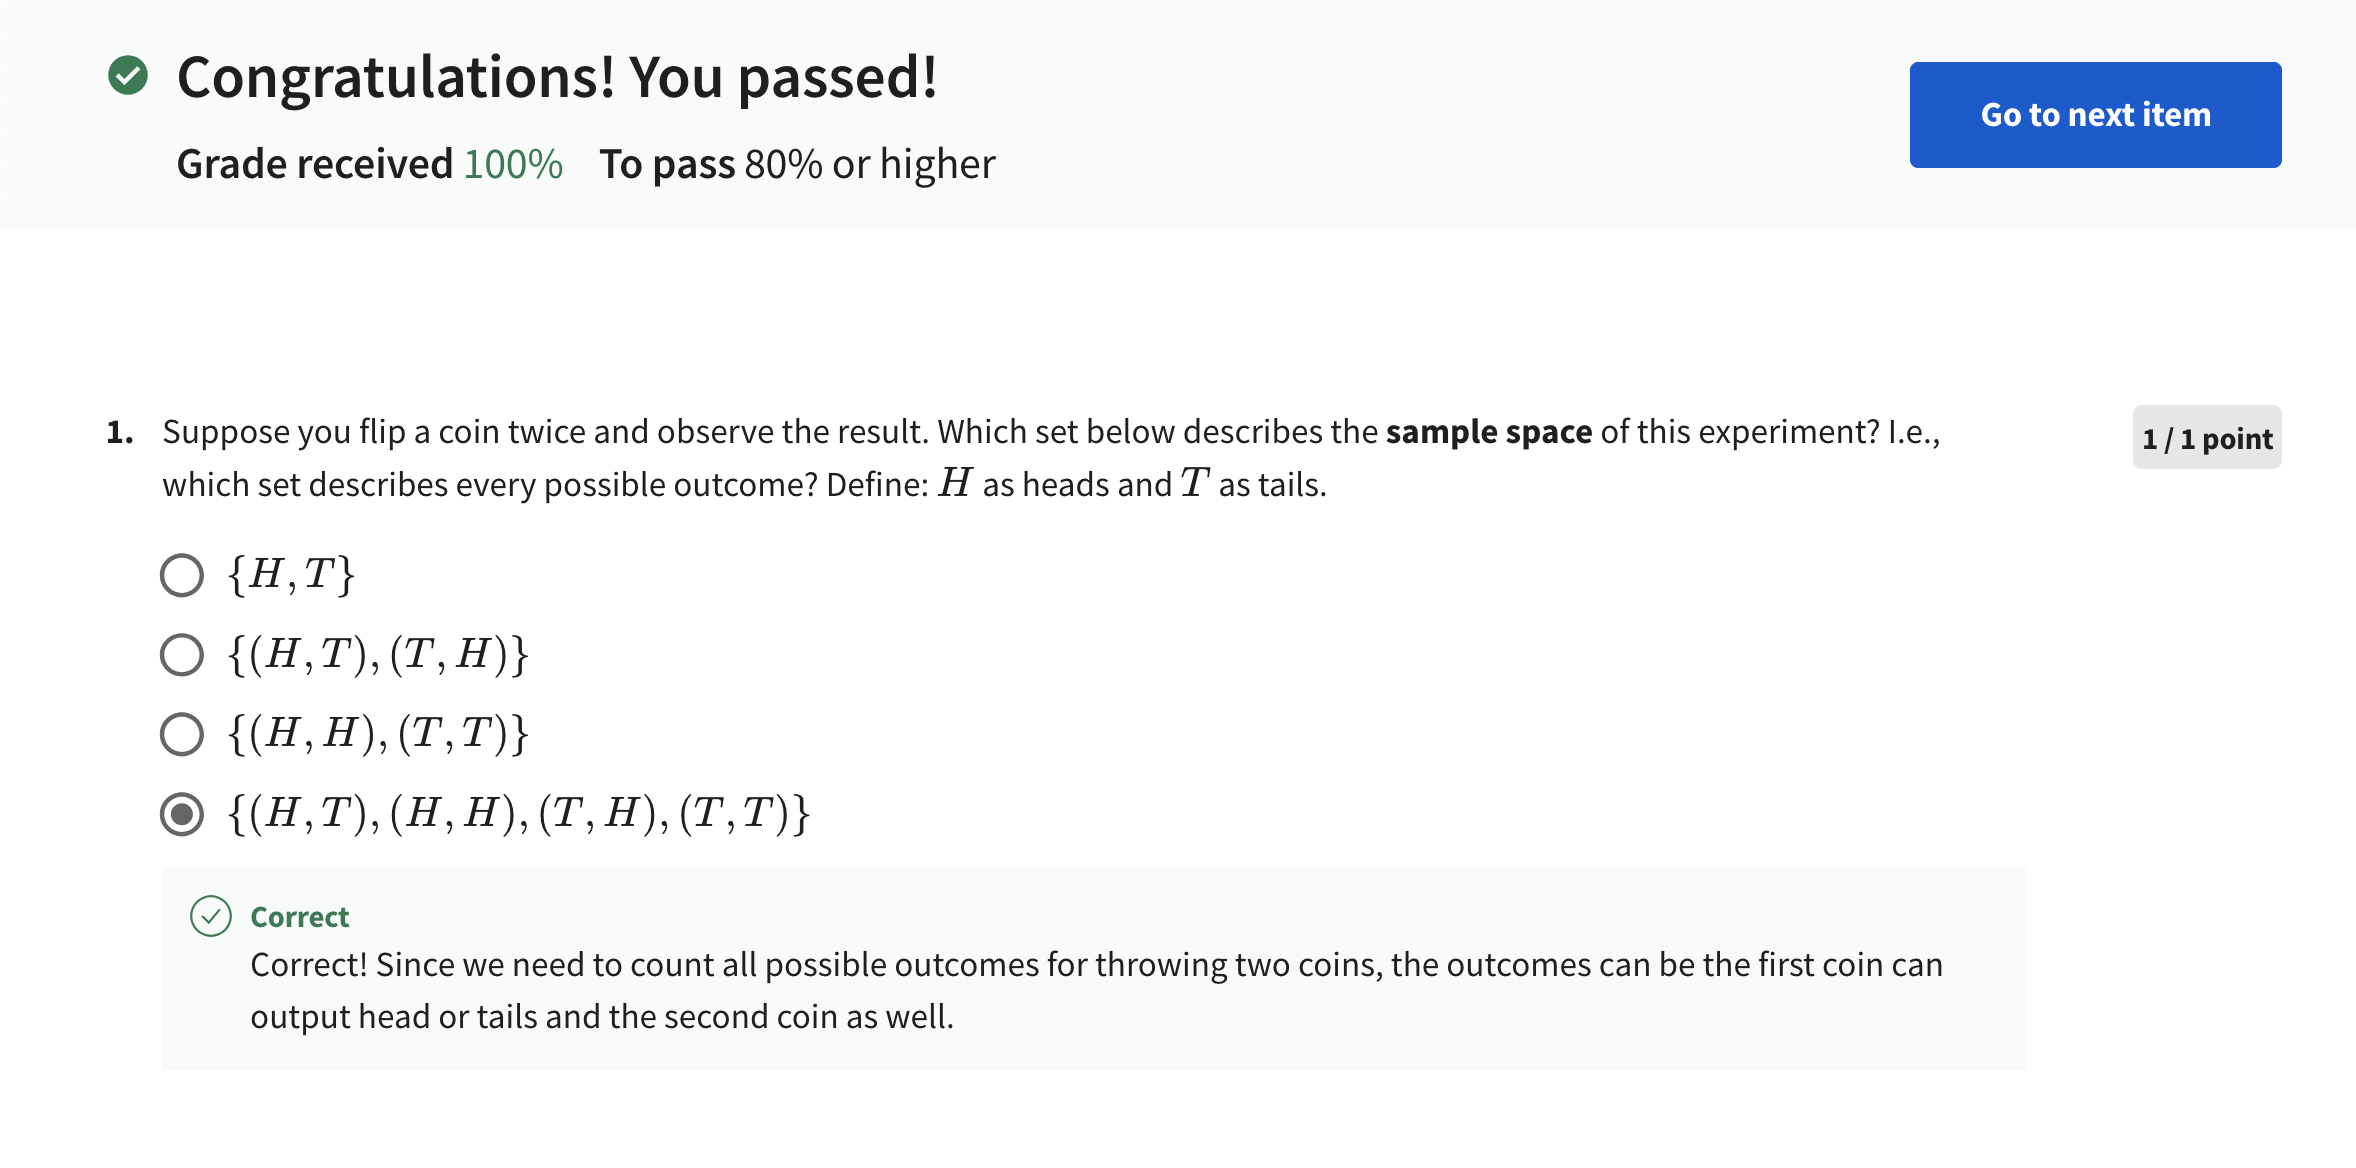 Congratulations! You passed!
Go to next item
Grade received 100% To pass 80% or higher
1. Suppose you flip a coin twice and observe the result. Which set below describes the sample space of this experiment? I.e.,
1 / 1 point
which set describes every possible outcome? Define: H as heads and T as tails.
{H, T}
{(H, T), (T, H)}
{(H, H), (T, T)}
{(H, T), (H, H), (T, H), (T, T)}
Correct
Correct! Since we need to count all possible outcomes for throwing two coins, the outcomes can be the first coin can
output head or tails and the second coin as well.